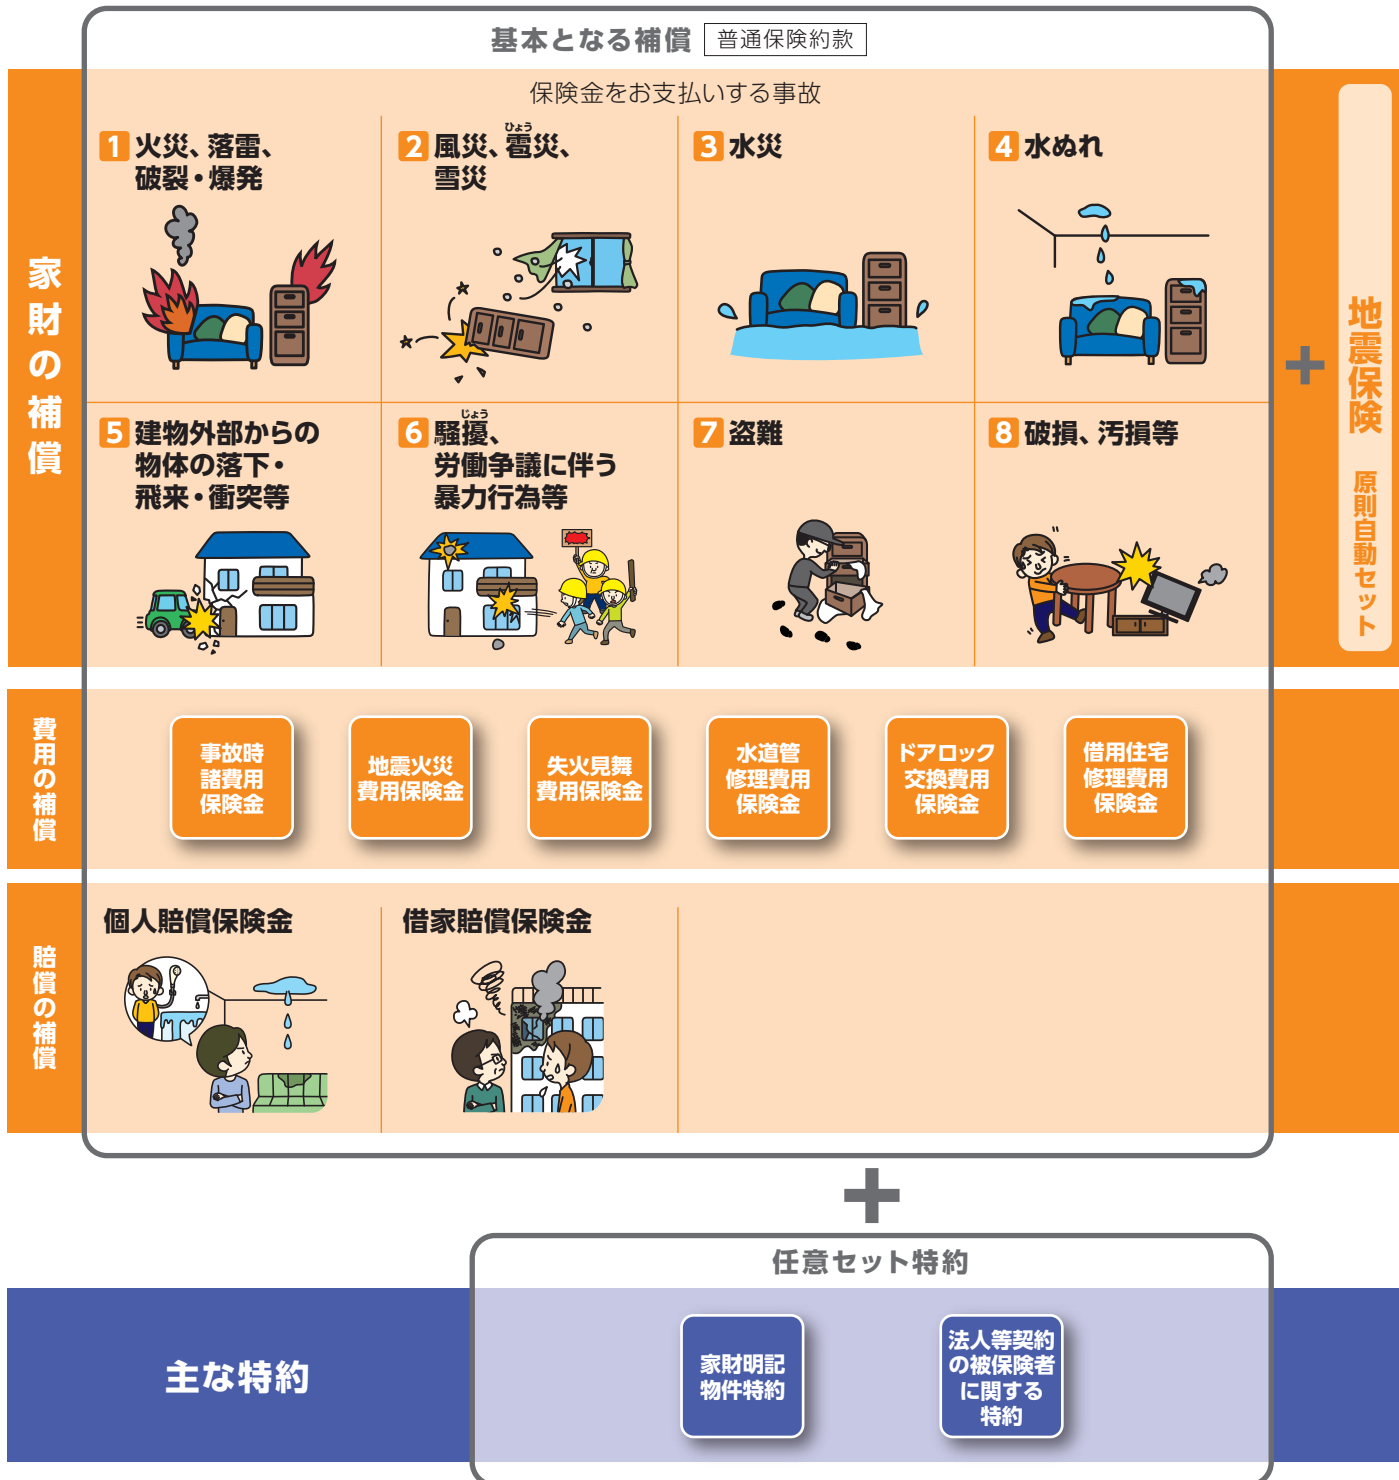 基本となる補償 普通保険約款
保険金をお支払いする事故
家財の補償
1 火災、落雷、
破裂・爆発
2 風災、雹災、
ひょう
雪災
3 水災
4 水ぬれ
5 建物外部からの
物体の落下・
飛来・衝突等
6 騒擾、
じょう
労働争議に伴う
暴力行為等
7 盗難
8 破損、汚損等
+
地震保険 原則自動セット
費用の補償
事故時
諸費用
保険金
地震火災
費用保険金
失火見舞
費用保険金
水道管
修理費用
保険金
ドアロック
交換費用
保険金
借用住宅
修理費用
保険金
賠償の補償
個人賠償保険金
借家賠償保険金
+
任意セット特約
主な特約
家財明記
物件特約
法人等契約
の被保険者
に関する
特約